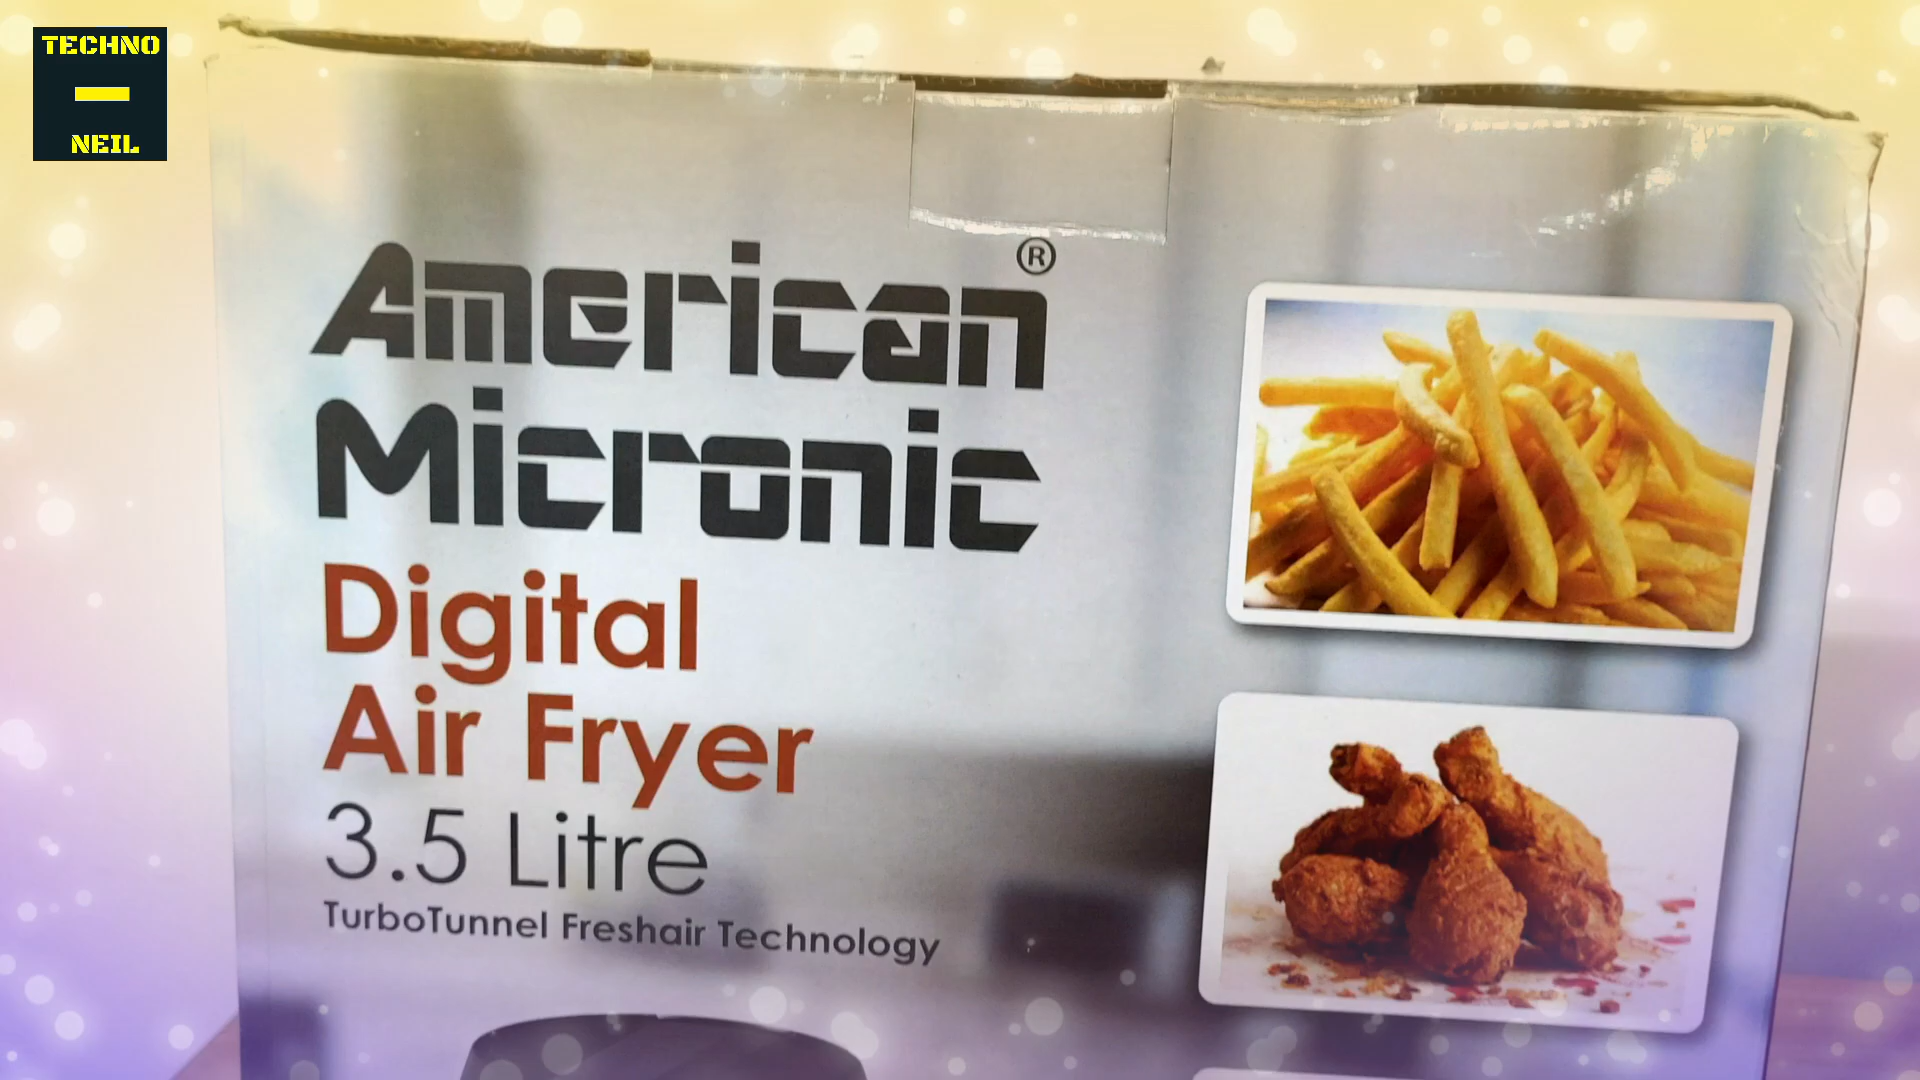 TECHNO
NEIL
American®
Micronic
Digital
Air Fryer
3.5 Litre
TurboTunnel Freshair Technology